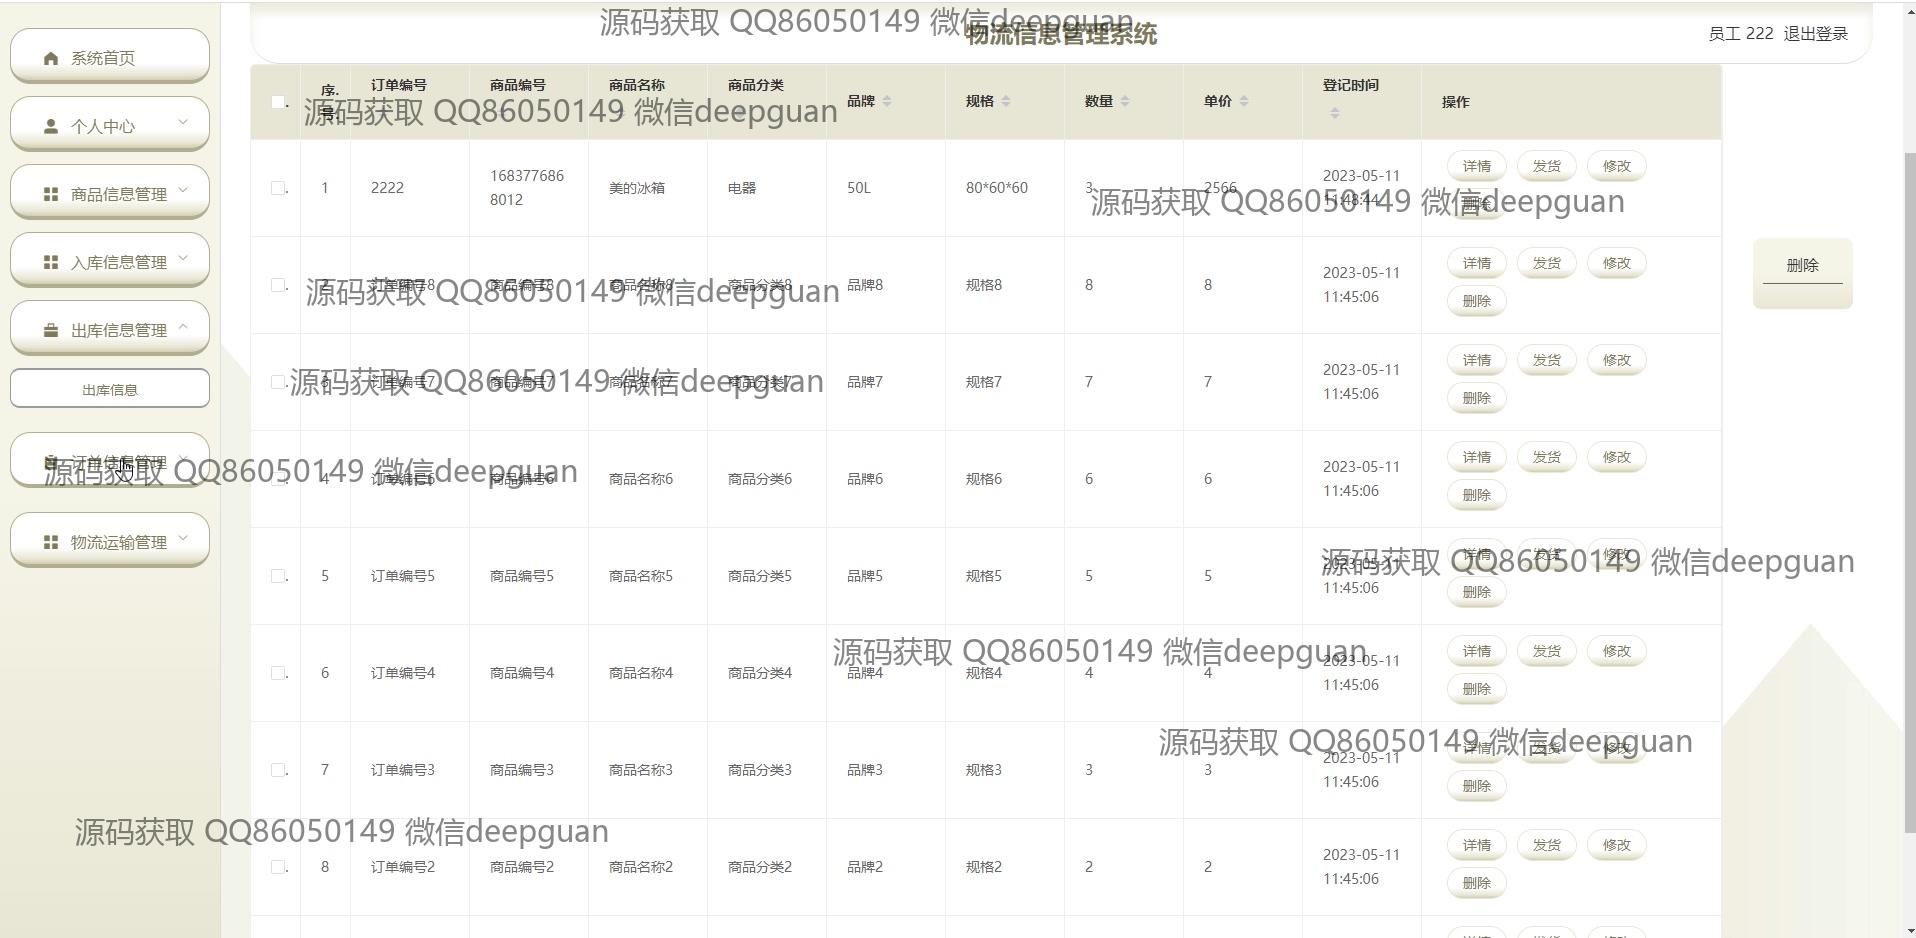 源码获取 QQ86050149 微信deepguan
物流信息管理系统
员工 222 退出登录
系统首页
个人中心
商品信息管理
入库信息管理
出库信息管理
出库信息
订单信息管理
物流运输管理
序号 订单编号 商品编号 商品名称 商品分类 品牌 规格 数量 单价 登记时间 操作
源码获取 QQ86050149 微信deepguan
1 2222 1683776868012 美的冰箱 电器 50L 80*60*60 3 2566 2023-05-11 11:48:44 详情 发货 修改 删除
源码获取 QQ86050149 微信deepguan
2 订单编号8 商品编号8 商品名称8 商品分类8 品牌8 规格8 8 8 2023-05-11 11:45:06 详情 发货 修改 删除
删除
源码获取 QQ86050149 微信deepguan
3 订单编号7 商品编号7 商品名称7 商品分类7 品牌7 规格7 7 7 2023-05-11 11:45:06 详情 发货 修改 删除
源码获取 QQ86050149 微信deepguan
4 订单编号6 商品编号6 商品名称6 商品分类6 品牌6 规格6 6 6 2023-05-11 11:45:06 详情 发货 修改 删除
源码获取 QQ86050149 微信deepguan
5 订单编号5 商品编号5 商品名称5 商品分类5 品牌5 规格5 5 5 2023-05-11 11:45:06 详情 发货 修改 删除
源码获取 QQ86050149 微信deepguan
6 订单编号4 商品编号4 商品名称4 商品分类4 品牌4 规格4 4 4 2023-05-11 11:45:06 详情 发货 修改 删除
源码获取 QQ86050149 微信deepguan
7 订单编号3 商品编号3 商品名称3 商品分类3 品牌3 规格3 3 3 2023-05-11 11:45:06 详情 发货 修改 删除
源码获取 QQ86050149 微信deepguan
8 订单编号2 商品编号2 商品名称2 商品分类2 品牌2 规格2 2 2 2023-05-11 11:45:06 详情 发货 修改 删除
源码获取 QQ86050149 微信deepguan